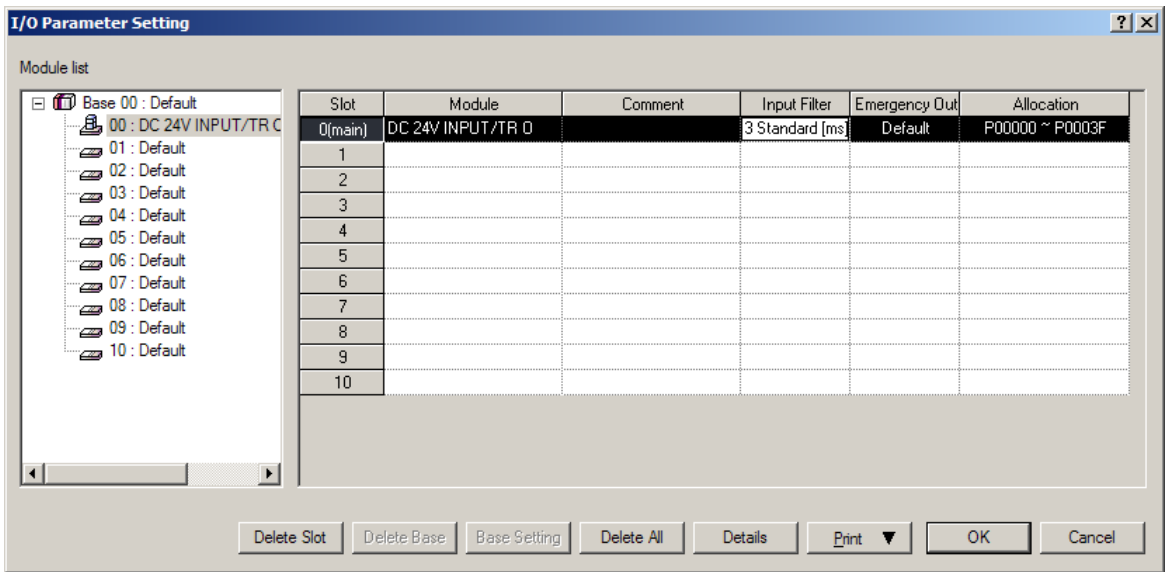 I/O Parameter Setting
Module list
Base 00 : Default
00 : DC 24V INPUT/TR O
01 : Default
02 : Default
03 : Default
04 : Default
05 : Default
06 : Default
07 : Default
08 : Default
09 : Default
10 : Default
Slot Module Comment Input Filter Emergency Out Allocation
0(main) DC 24V INPUT/TR O 3 Standard [ms] Default P00000 ~ P0003F
1
2
3
4
5
6
7
8
9
10
Delete Slot Delete Base Base Setting Delete All Details Print ▼ OK Cancel